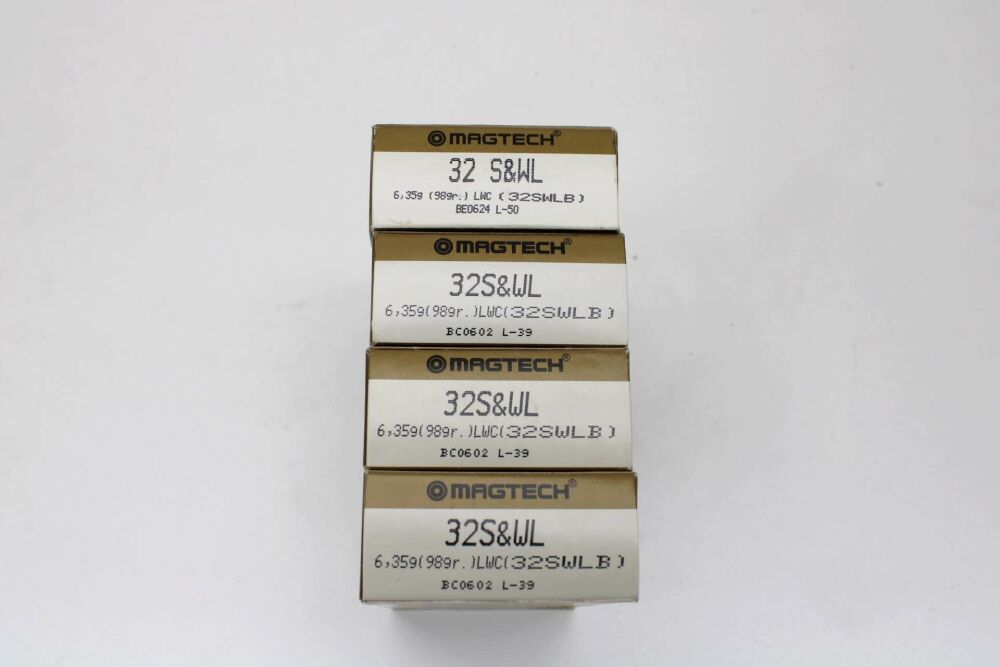 MAGTECH®
32 S&WL
6,35g (98gr.) LWC (32SWLB)
BE0624 L-50
MAGTECH®
32S&WL
6,35g(98gr.)LWC(32SWLB)
BC0602 L-39
MAGTECH®
32S&WL
6,35g(98gr.)LWC(32SWLB)
BC0602 L-39
MAGTECH®
32S&WL
6,35g(98gr.)LWC(32SWLB)
BC0602 L-39